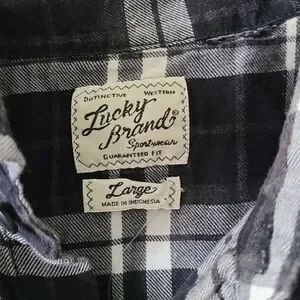 DISTINCTIVE WESTERN
Lucky
Brand®
Sportswear
GUARANTEED FIT
Large
MADE IN INDONESIA